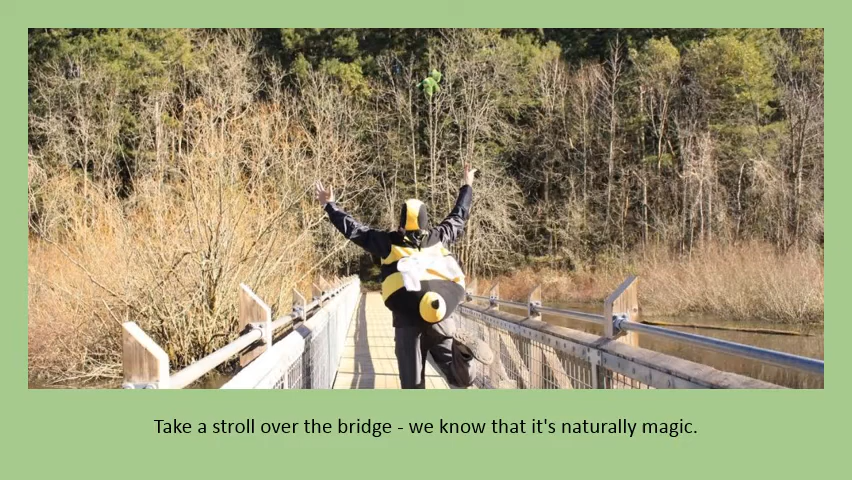 Take a stroll over the bridge - we know that it's naturally magic.